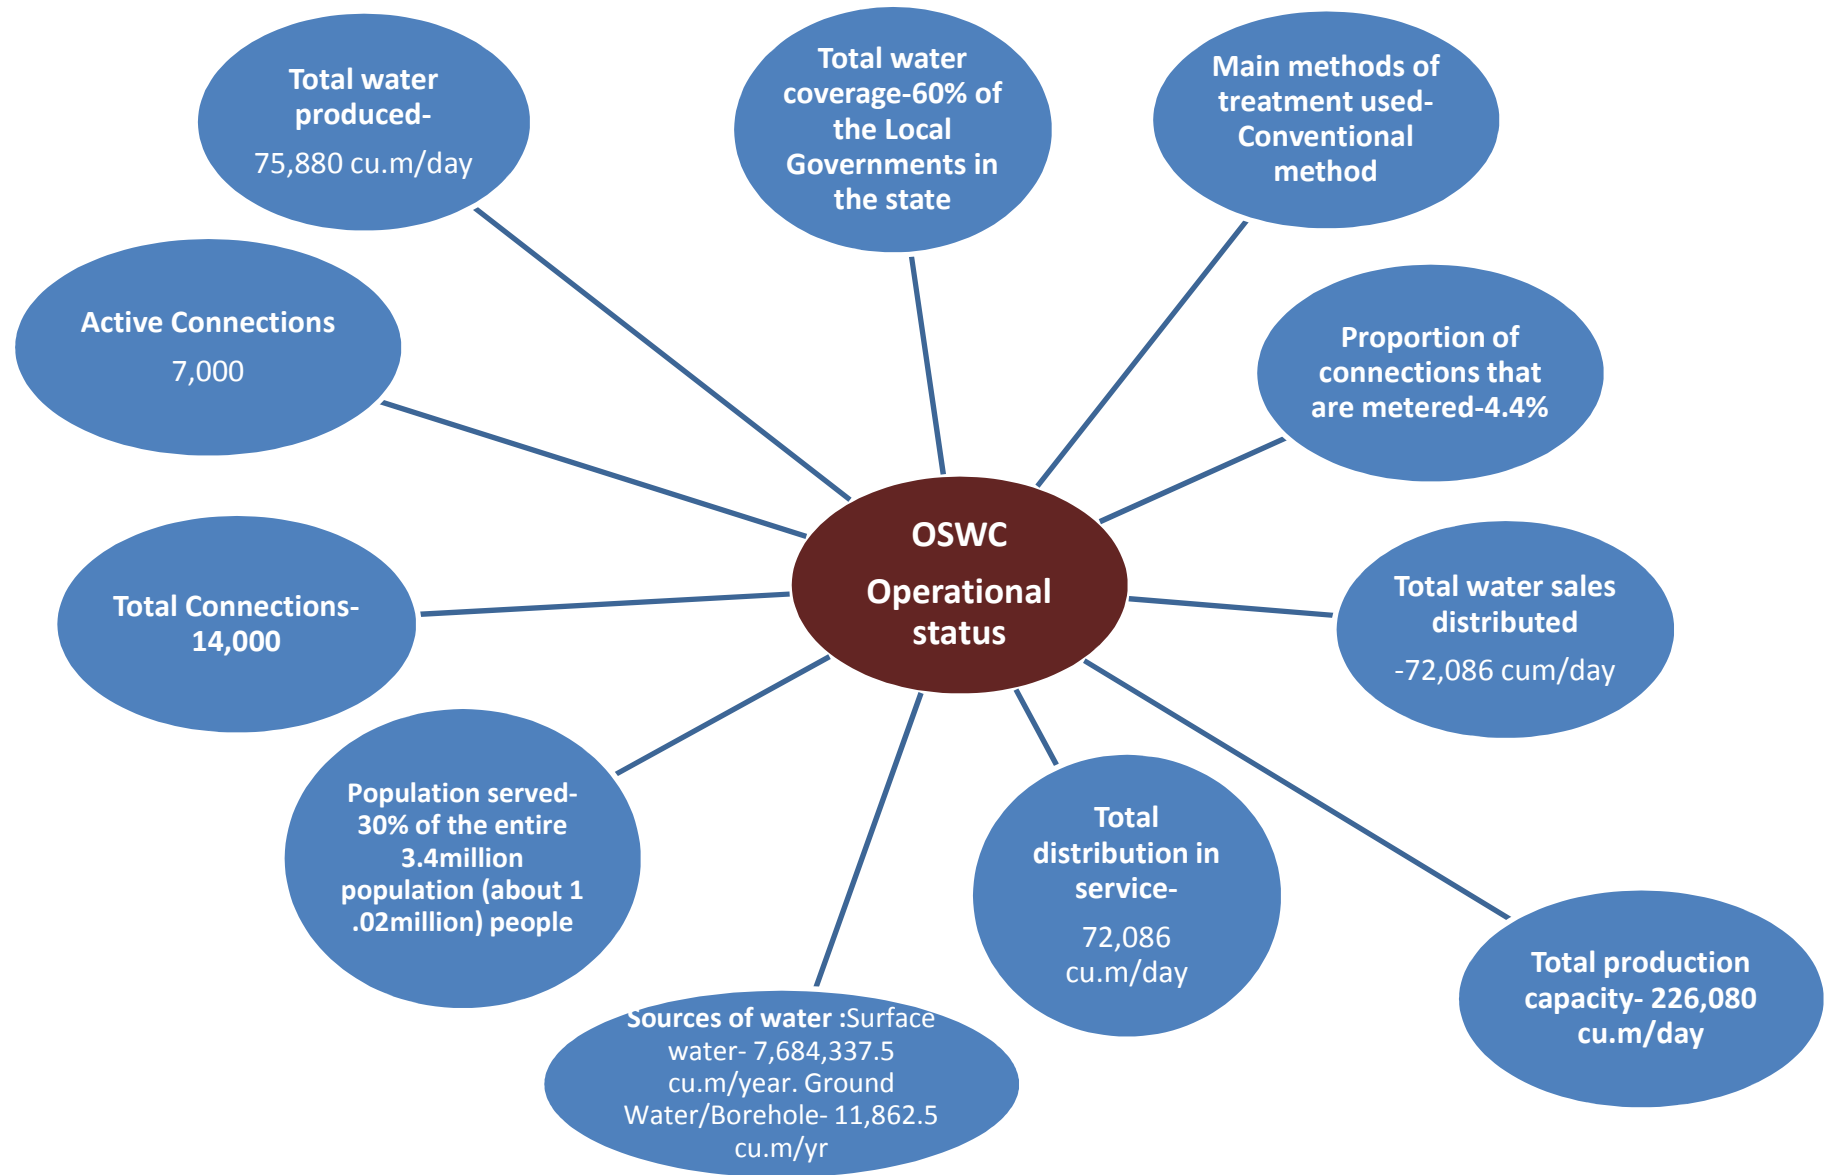 Total water
produced-
75,880 cu.m/day
Total water
coverage-60% of
the Local
Governments in
the state
Main methods of
treatment used-
Conventional
method
Active Connections
7,000
Proportion of
connections that
are metered-4.4%
OSWC
Operational
status
Total Connections-
14,000
Total water sales
distributed
-72,086 cum/day
Population served-
30% of the entire
3.4million
population (about 1
.02million) people
Total
distribution in
service-
72,086
cu.m/day
Total production
capacity- 226,080
cu.m/day
Sources of water :Surface
water- 7,684,337.5
cu.m/year. Ground
Water/Borehole- 11,862.5
cu.m/yr